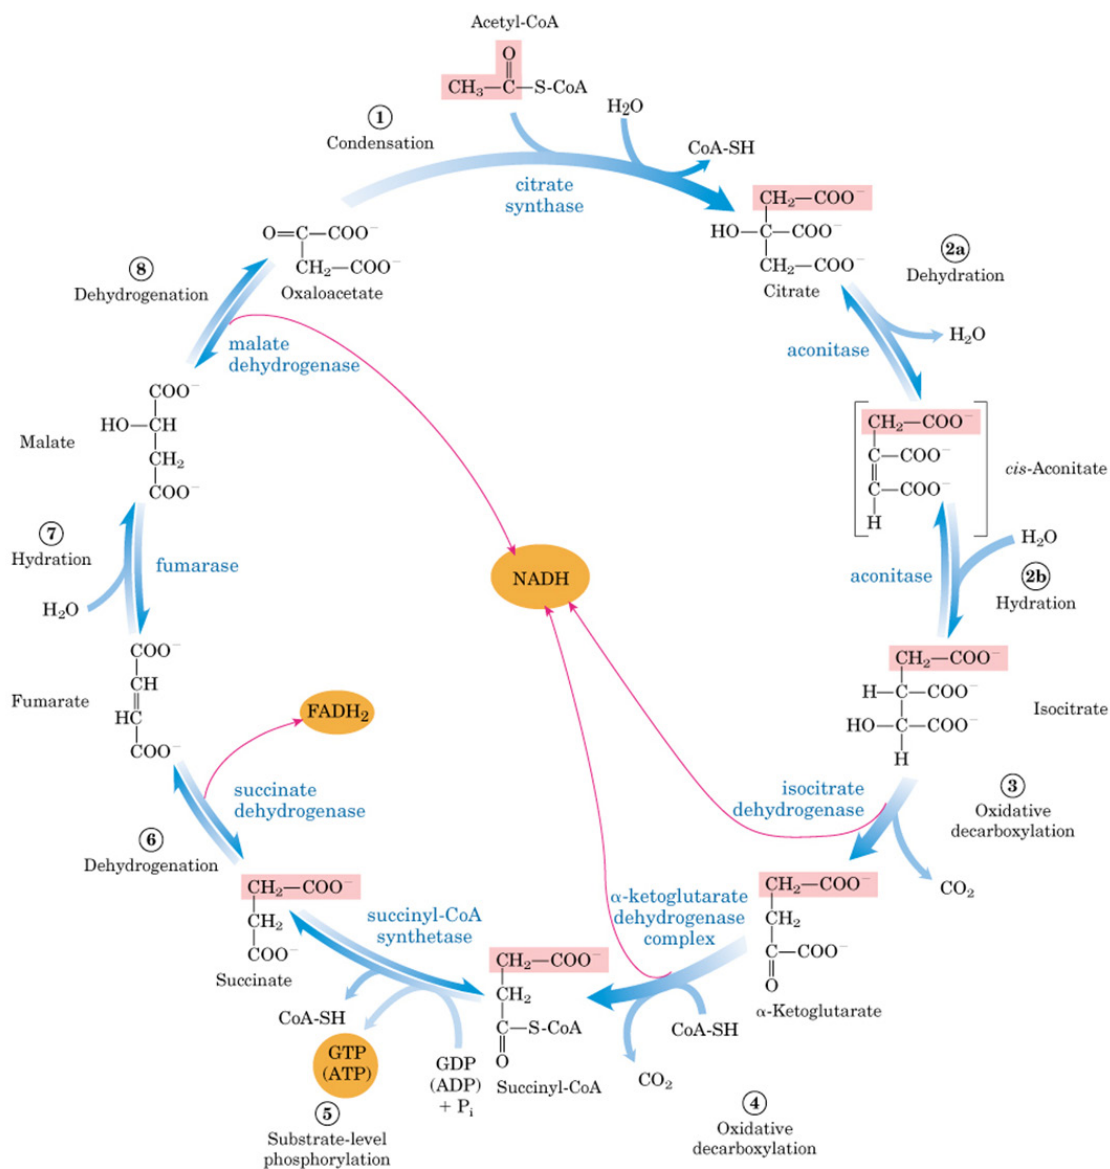 Acetyl-CoA
O
CH₃—C—S-CoA
H₂O
1
Condensation
CoA-SH
citrate
synthase
CH₂—COO⁻
HO—C—COO⁻
CH₂—COO⁻
Citrate
2a
Dehydration
H₂O
aconitase
CH₂—COO⁻
C—COO⁻
C—COO⁻
H
cis-Aconitate
H₂O
aconitase
2b
Hydration
CH₂—COO⁻
H—C—COO⁻
HO—C—COO⁻
H
Isocitrate
isocitrate
dehydrogenase
3
Oxidative
decarboxylation
CO₂
CH₂—COO⁻
CH₂
C—COO⁻
O
α-Ketoglutarate
α-ketoglutarate
dehydrogenase
complex
CoA-SH
CO₂
4
Oxidative
decarboxylation
CH₂—COO⁻
CH₂
C—S-CoA
O
Succinyl-CoA
succinyl-CoA
synthetase
GDP
(ADP)
+ Pᵢ
CoA-SH
GTP
(ATP)
5
Substrate-level
phosphorylation
CH₂—COO⁻
CH₂
COO⁻
Succinate
6
Dehydrogenation
succinate
dehydrogenase
FADH₂
COO⁻
CH
HC
COO⁻
Fumarate
H₂O
7
Hydration
fumarase
COO⁻
HO—CH
CH₂
COO⁻
Malate
8
Dehydrogenation
malate
dehydrogenase
NADH
O=C—COO⁻
CH₂—COO⁻
Oxaloacetate